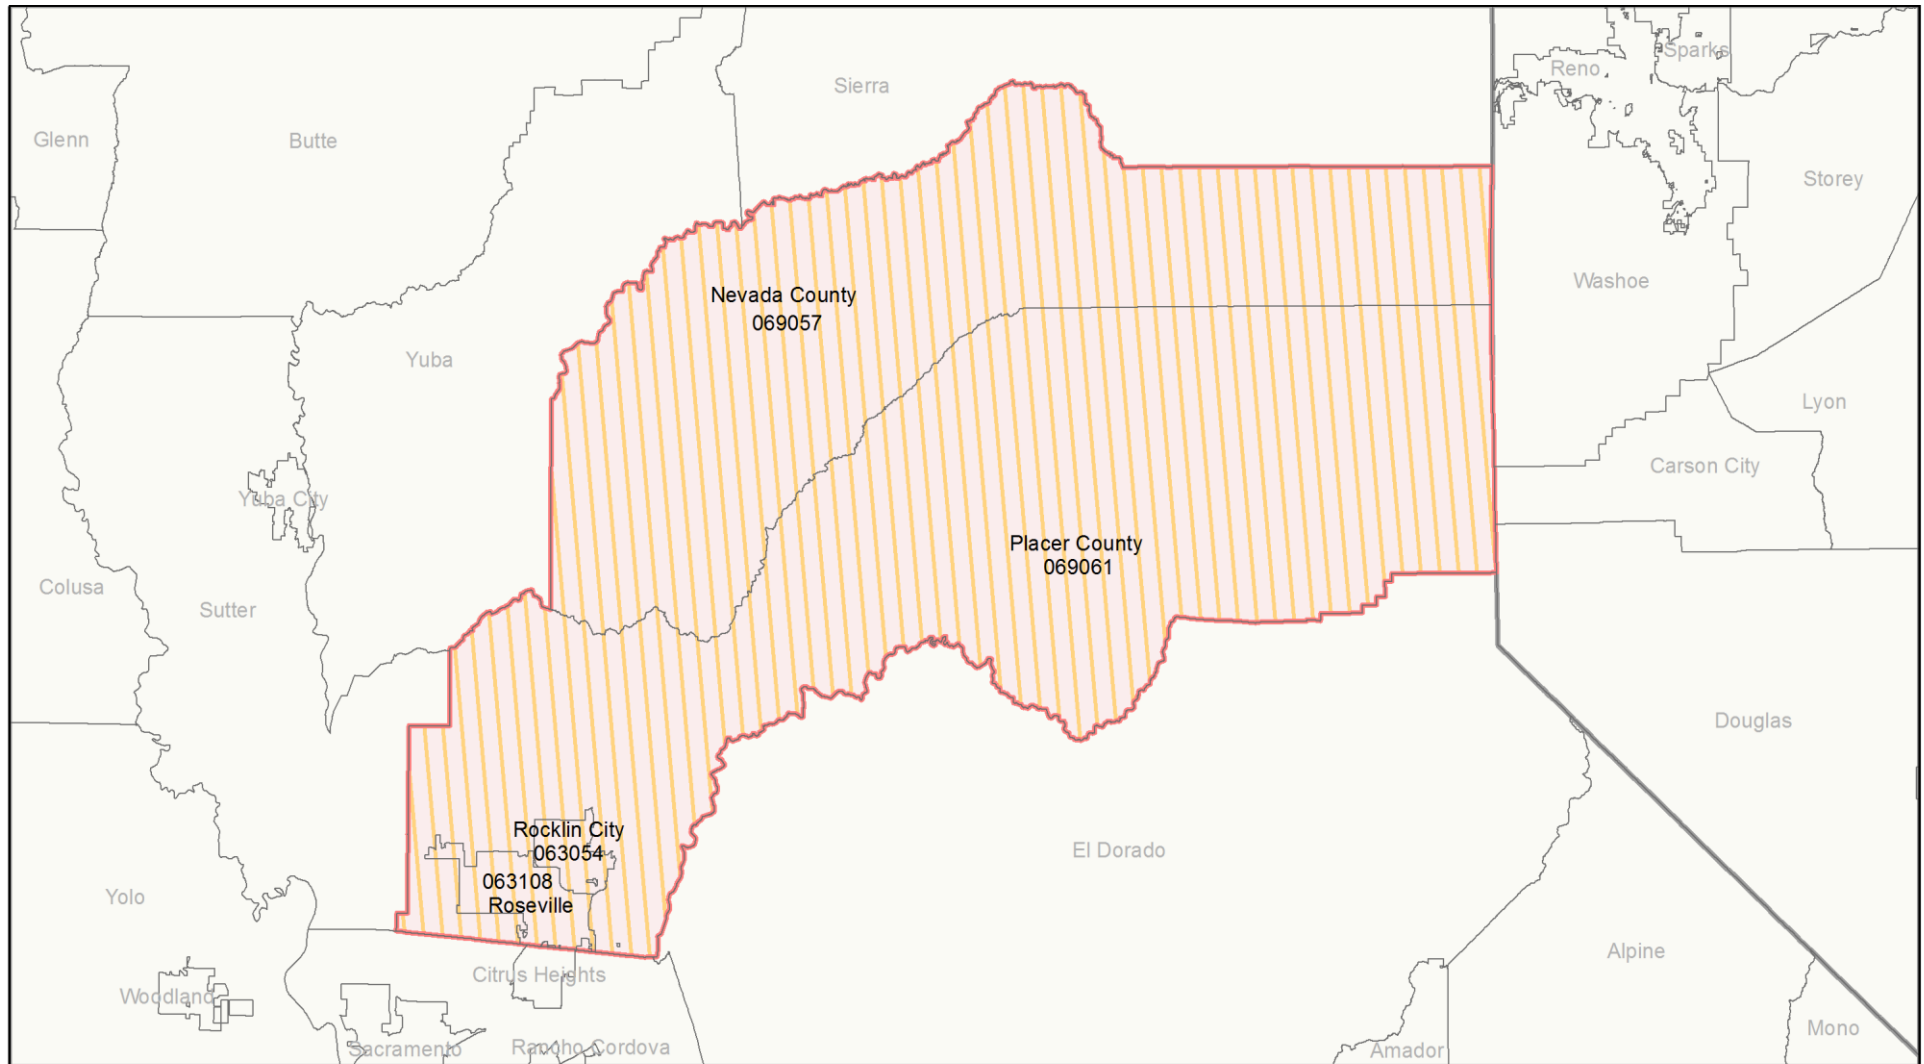 Sparks
Reno
Sierra
Glenn
Butte
Storey
Washoe
Nevada County
069057
Yuba
Lyon
Carson City
Yuba City
Placer County
069061
Colusa
Sutter
Douglas
Rocklin City
063054
El Dorado
063108
Roseville
Yolo
Alpine
Citrus Heights
Woodland
Mono
Sacramento
Rancho Cordova
Amador